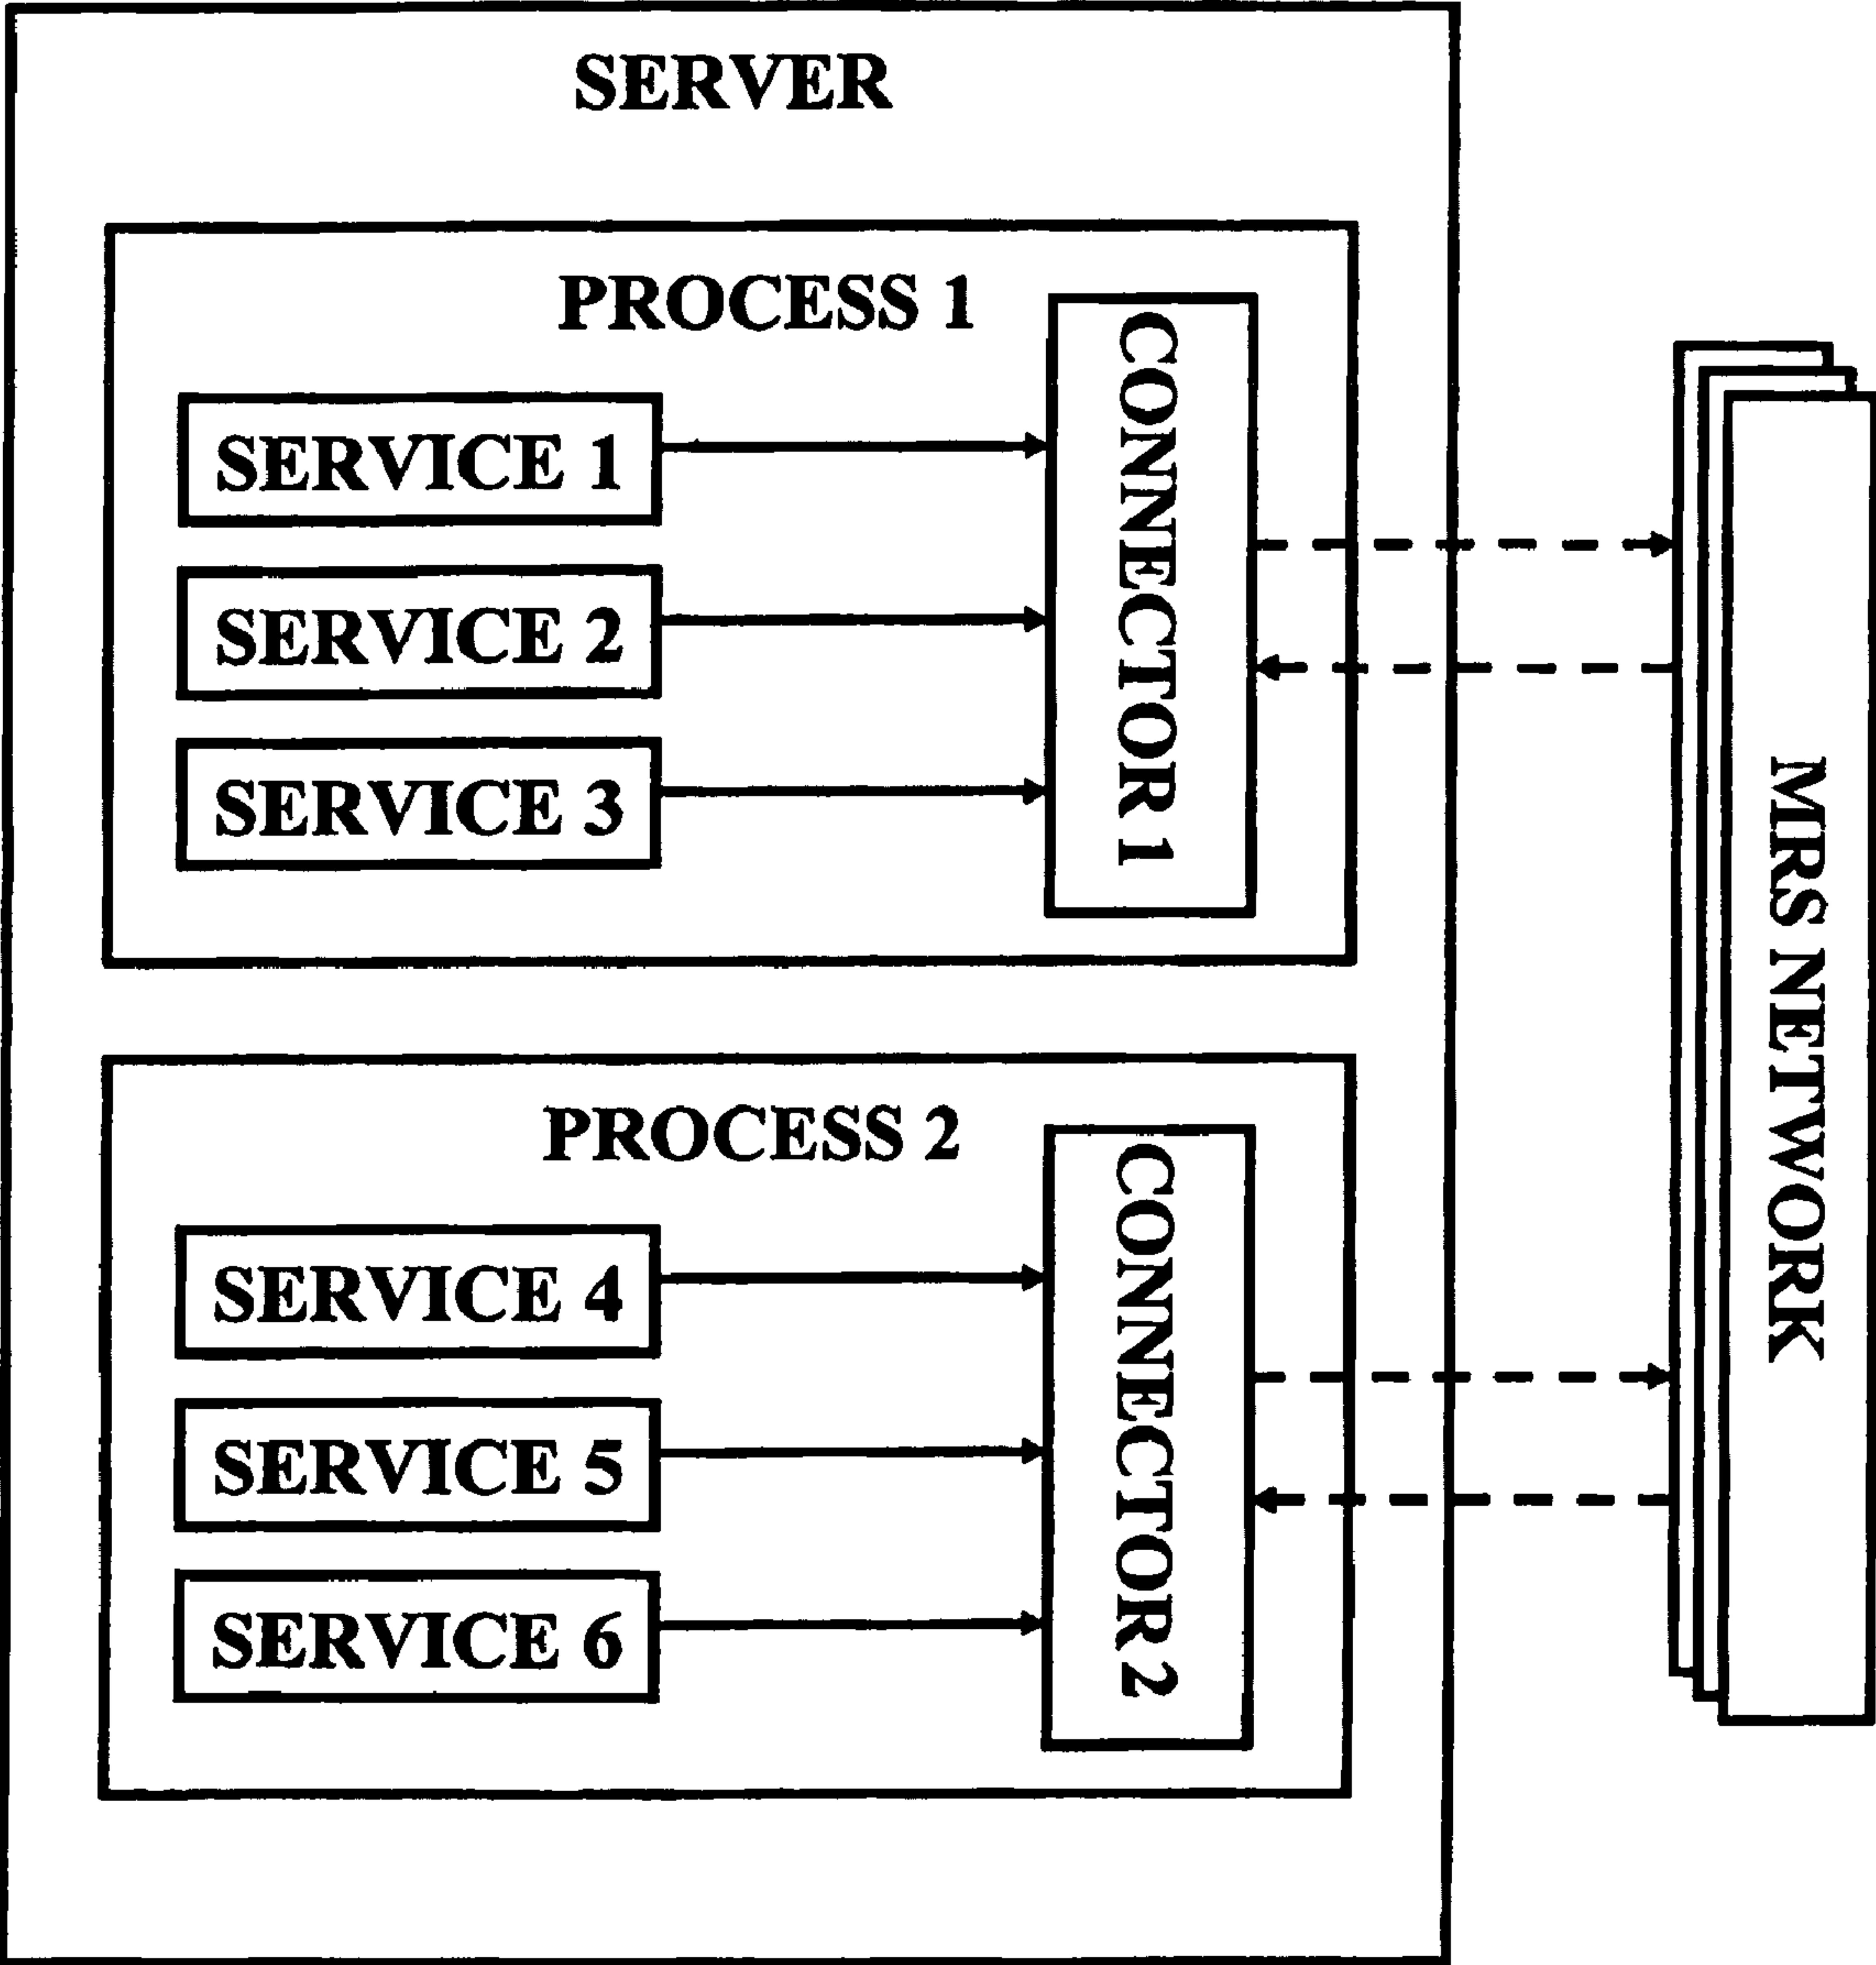 SERVER
PROCESS 1
CONNECTOR 1
SERVICE 1
SERVICE 2
SERVICE 3
MRS NETWORK
PROCESS 2
CONNECTOR 2
SERVICE 4
SERVICE 5
SERVICE 6